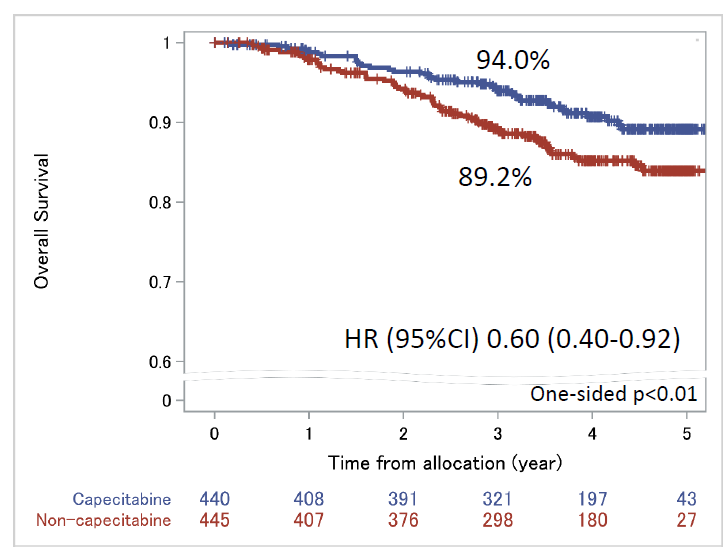 1
0.9
0.8
0.7
0.6
0
Overall Survival
94.0%
89.2%
HR (95%CI) 0.60 (0.40-0.92)
One-sided p<0.01
0 1 2 3 4 5
Time from allocation (year)
Capecitabine 440 408 391 321 197 43
Non-capecitabine 445 407 376 298 180 27